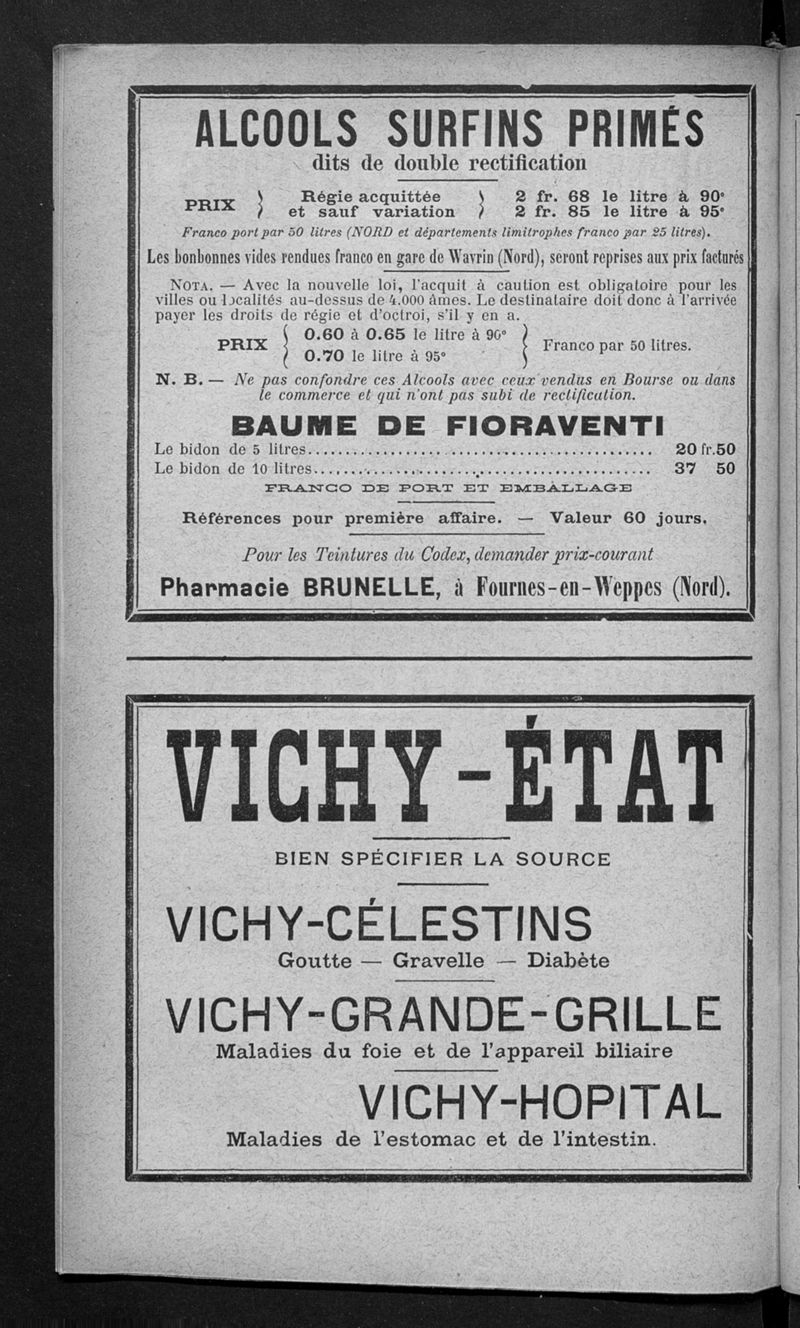 ALCOOLS SURFINS PRIMÉS
dits de double rectification
PRIX } Régie acquittée } 2 fr. 68 le litre à 90°
et sauf variation 2 fr. 85 le litre à 95°
Franco port par 50 litres (NORD et départements limitrophes franco par 25 litres).
Les bonbonnes vides rendues franco en gare de Wavrin (Nord), seront reprises aux prix facturés
NOTA. — Avec la nouvelle loi, l'acquit à caution est obligatoire pour les
villes ou localités au-dessus de 4.000 âmes. Le destinataire doit donc à l'arrivée
payer les droits de régie et d'octroi, s'il y en a.
PRIX { 0.60 à 0.65 le litre à 90° } Franco par 50 litres.
0.70 le litre à 95°
N. B. — Ne pas confondre ces Alcools avec ceux vendus en Bourse ou dans
le commerce et qui n'ont pas subi de rectification.
BAUME DE FIORAVENTI
Le bidon de 5 litres........................................ 20 fr. 50
Le bidon de 10 litres....................................... 37 50
FRANCO DE PORT ET EMBALLAGE
Références pour première affaire. — Valeur 60 jours.
Pour les Teintures du Codex, demander prix-courant
Pharmacie BRUNELLE, à Fournes-en-Weppes (Nord).
VICHY-ÉTAT
BIEN SPÉCIFIER LA SOURCE
VICHY-CÉLESTINS
Goutte — Gravelle — Diabète
VICHY-GRANDE-GRILLE
Maladies du foie et de l'appareil biliaire
VICHY-HOPITAL
Maladies de l'estomac et de l'intestin.